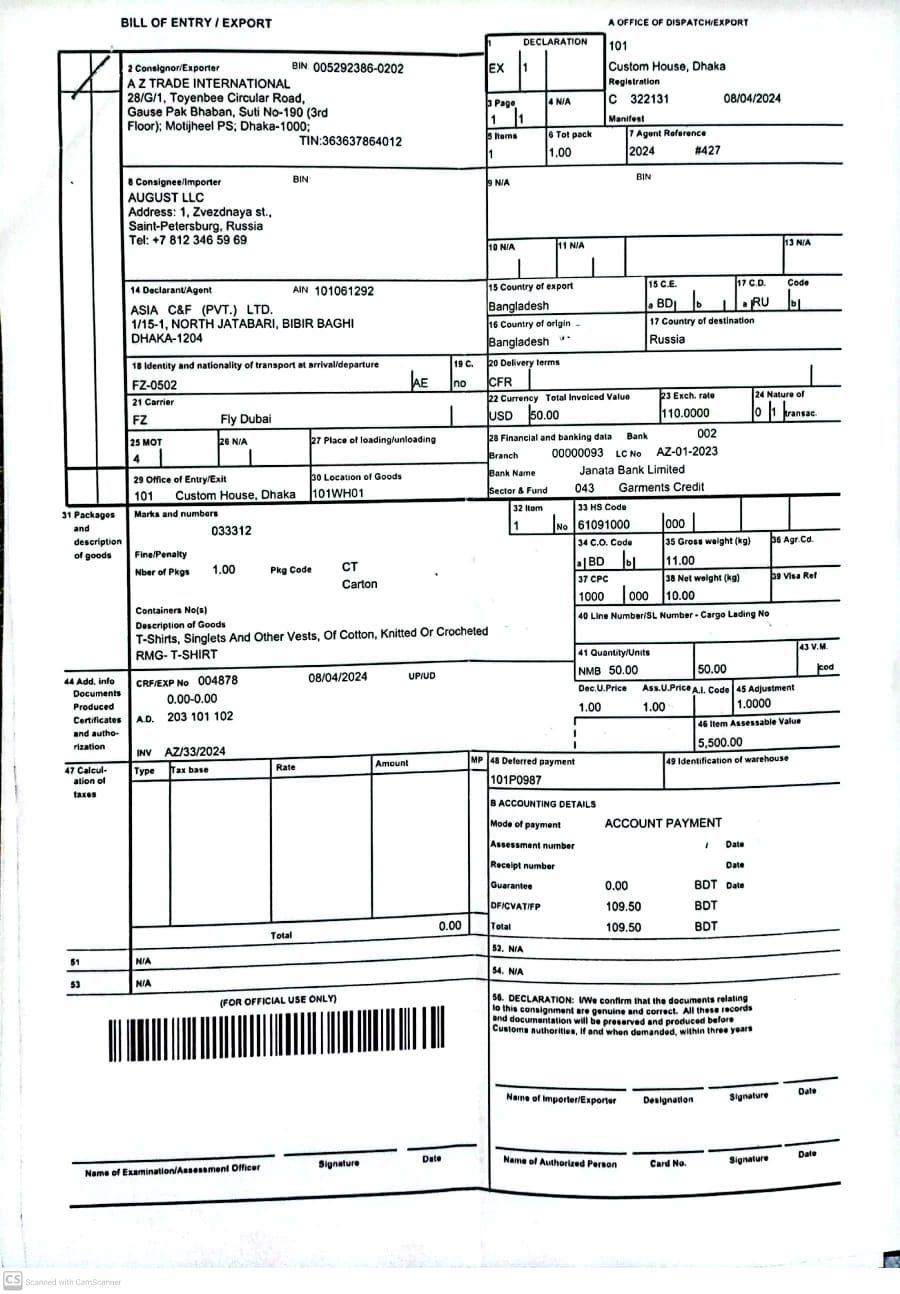 BILL OF ENTRY / EXPORT
A OFFICE OF DISPATCH/EXPORT
1 DECLARATION
EX 1
101
Custom House, Dhaka
Registration
C 322131 08/04/2024
Manifest
2 Consignor/Exporter BIN 005292386-0202
A Z TRADE INTERNATIONAL
28/G/1, Toyenbee Circular Road,
Gause Pak Bhaban, Suti No-190 (3rd
Floor); Motijheel PS; Dhaka-1000;
TIN:363637864012
3 Page 4 N/A
1 1
5 Items 6 Tot pack 7 Agent Reference
1 1.00 2024 #427
8 Consignee/Importer BIN
AUGUST LLC
Address: 1, Zvezdnaya st.,
Saint-Petersburg, Russia
Tel: +7 812 346 59 69
9 N/A BIN
10 N/A 11 N/A 13 N/A
14 Declarant/Agent AIN 101061292
ASIA C&F (PVT.) LTD.
1/15-1, NORTH JATABARI, BIBIR BAGHI
DHAKA-1204
15 Country of export 15 C.E. 17 C.D. Code
Bangladesh a BD b a RU b
16 Country of origin 17 Country of destination
Bangladesh Russia
18 Identity and nationality of transport at arrival/departure 19 C.
FZ-0502 AE no
20 Delivery terms
CFR
21 Carrier
FZ Fly Dubai
22 Currency Total Invoiced Value 23 Exch. rate 24 Nature of
USD 50.00 110.0000 0 1 transac.
25 MOT 26 N/A 27 Place of loading/unloading
4
28 Financial and banking data Bank 002
Branch 00000093 LC No AZ-01-2023
Bank Name Janata Bank Limited
Sector & Fund 043 Garments Credit
29 Office of Entry/Exit 30 Location of Goods
101 Custom House, Dhaka 101WH01
31 Packages
and
description
of goods
Marks and numbers
033312
Fine/Penalty
Nber of Pkgs 1.00 Pkg Code CT
Carton
Containers No(s)
Description of Goods
T-Shirts, Singlets And Other Vests, Of Cotton, Knitted Or Crocheted
RMG- T-SHIRT
32 Item 33 HS Code
1 No 61091000 000
34 C.O. Code 35 Gross weight (kg) 36 Agr.Cd.
a BD b 11.00
37 CPC 38 Net weight (kg) 39 Visa Ref
1000 000 10.00
40 Line Number/SL Number - Cargo Lading No
41 Quantity/Units 43 V.M.
NMB 50.00 50.00 cod
44 Add. info
Documents
Produced
Certificates
and autho-
rization
CRF/EXP No 004878 08/04/2024 UP/UD
0.00-0.00
A.D. 203 101 102
INV AZ/33/2024
Dec.U.Price Ass.U.Price A.I. Code 45 Adjustment
1.00 1.00 1.0000
46 Item Assessable Value
5,500.00
47 Calcul-
ation of
taxes
Type Tax base Rate Amount MP
Total 0.00
48 Deferred payment 49 Identification of warehouse
101P0987
B ACCOUNTING DETAILS
Mode of payment ACCOUNT PAYMENT
Assessment number / Date
Receipt number Date
Guarantee 0.00 BDT Date
DF/CVAT/FP 109.50 BDT
Total 109.50 BDT
51 N/A
52. N/A
53 N/A
54. N/A
(FOR OFFICIAL USE ONLY)
56. DECLARATION: I/We confirm that the documents relating
to this consignment are genuine and correct. All these records
and documentation will be preserved and produced before
Customs authorities, if and when demanded, within three years
Name of Importer/Exporter Designation Signature Date
Name of Examination/Assessment Officer Signature Date
Name of Authorized Person Card No. Signature Date
CS Scanned with CamScanner